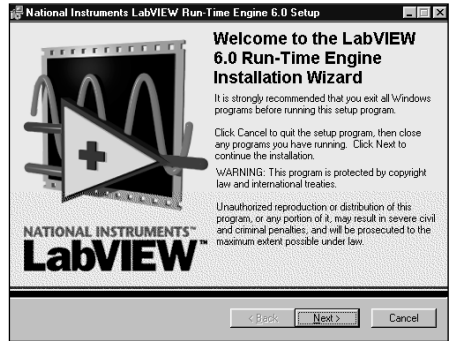 National Instruments LabVIEW Run-Time Engine 6.0 Setup
Welcome to the LabVIEW
6.0 Run-Time Engine
Installation Wizard
It is strongly recommended that you exit all Windows
programs before running this setup program.
Click Cancel to quit the setup program, then close
any programs you have running. Click Next to
continue the installation.
WARNING: This program is protected by copyright
law and international treaties.
Unauthorized reproduction or distribution of this
program, or any portion of it, may result in severe civil
and criminal penalties, and will be prosecuted to the
maximum extent possible under law.
NATIONAL INSTRUMENTS™
LabVIEW™
< Back
Next >
Cancel